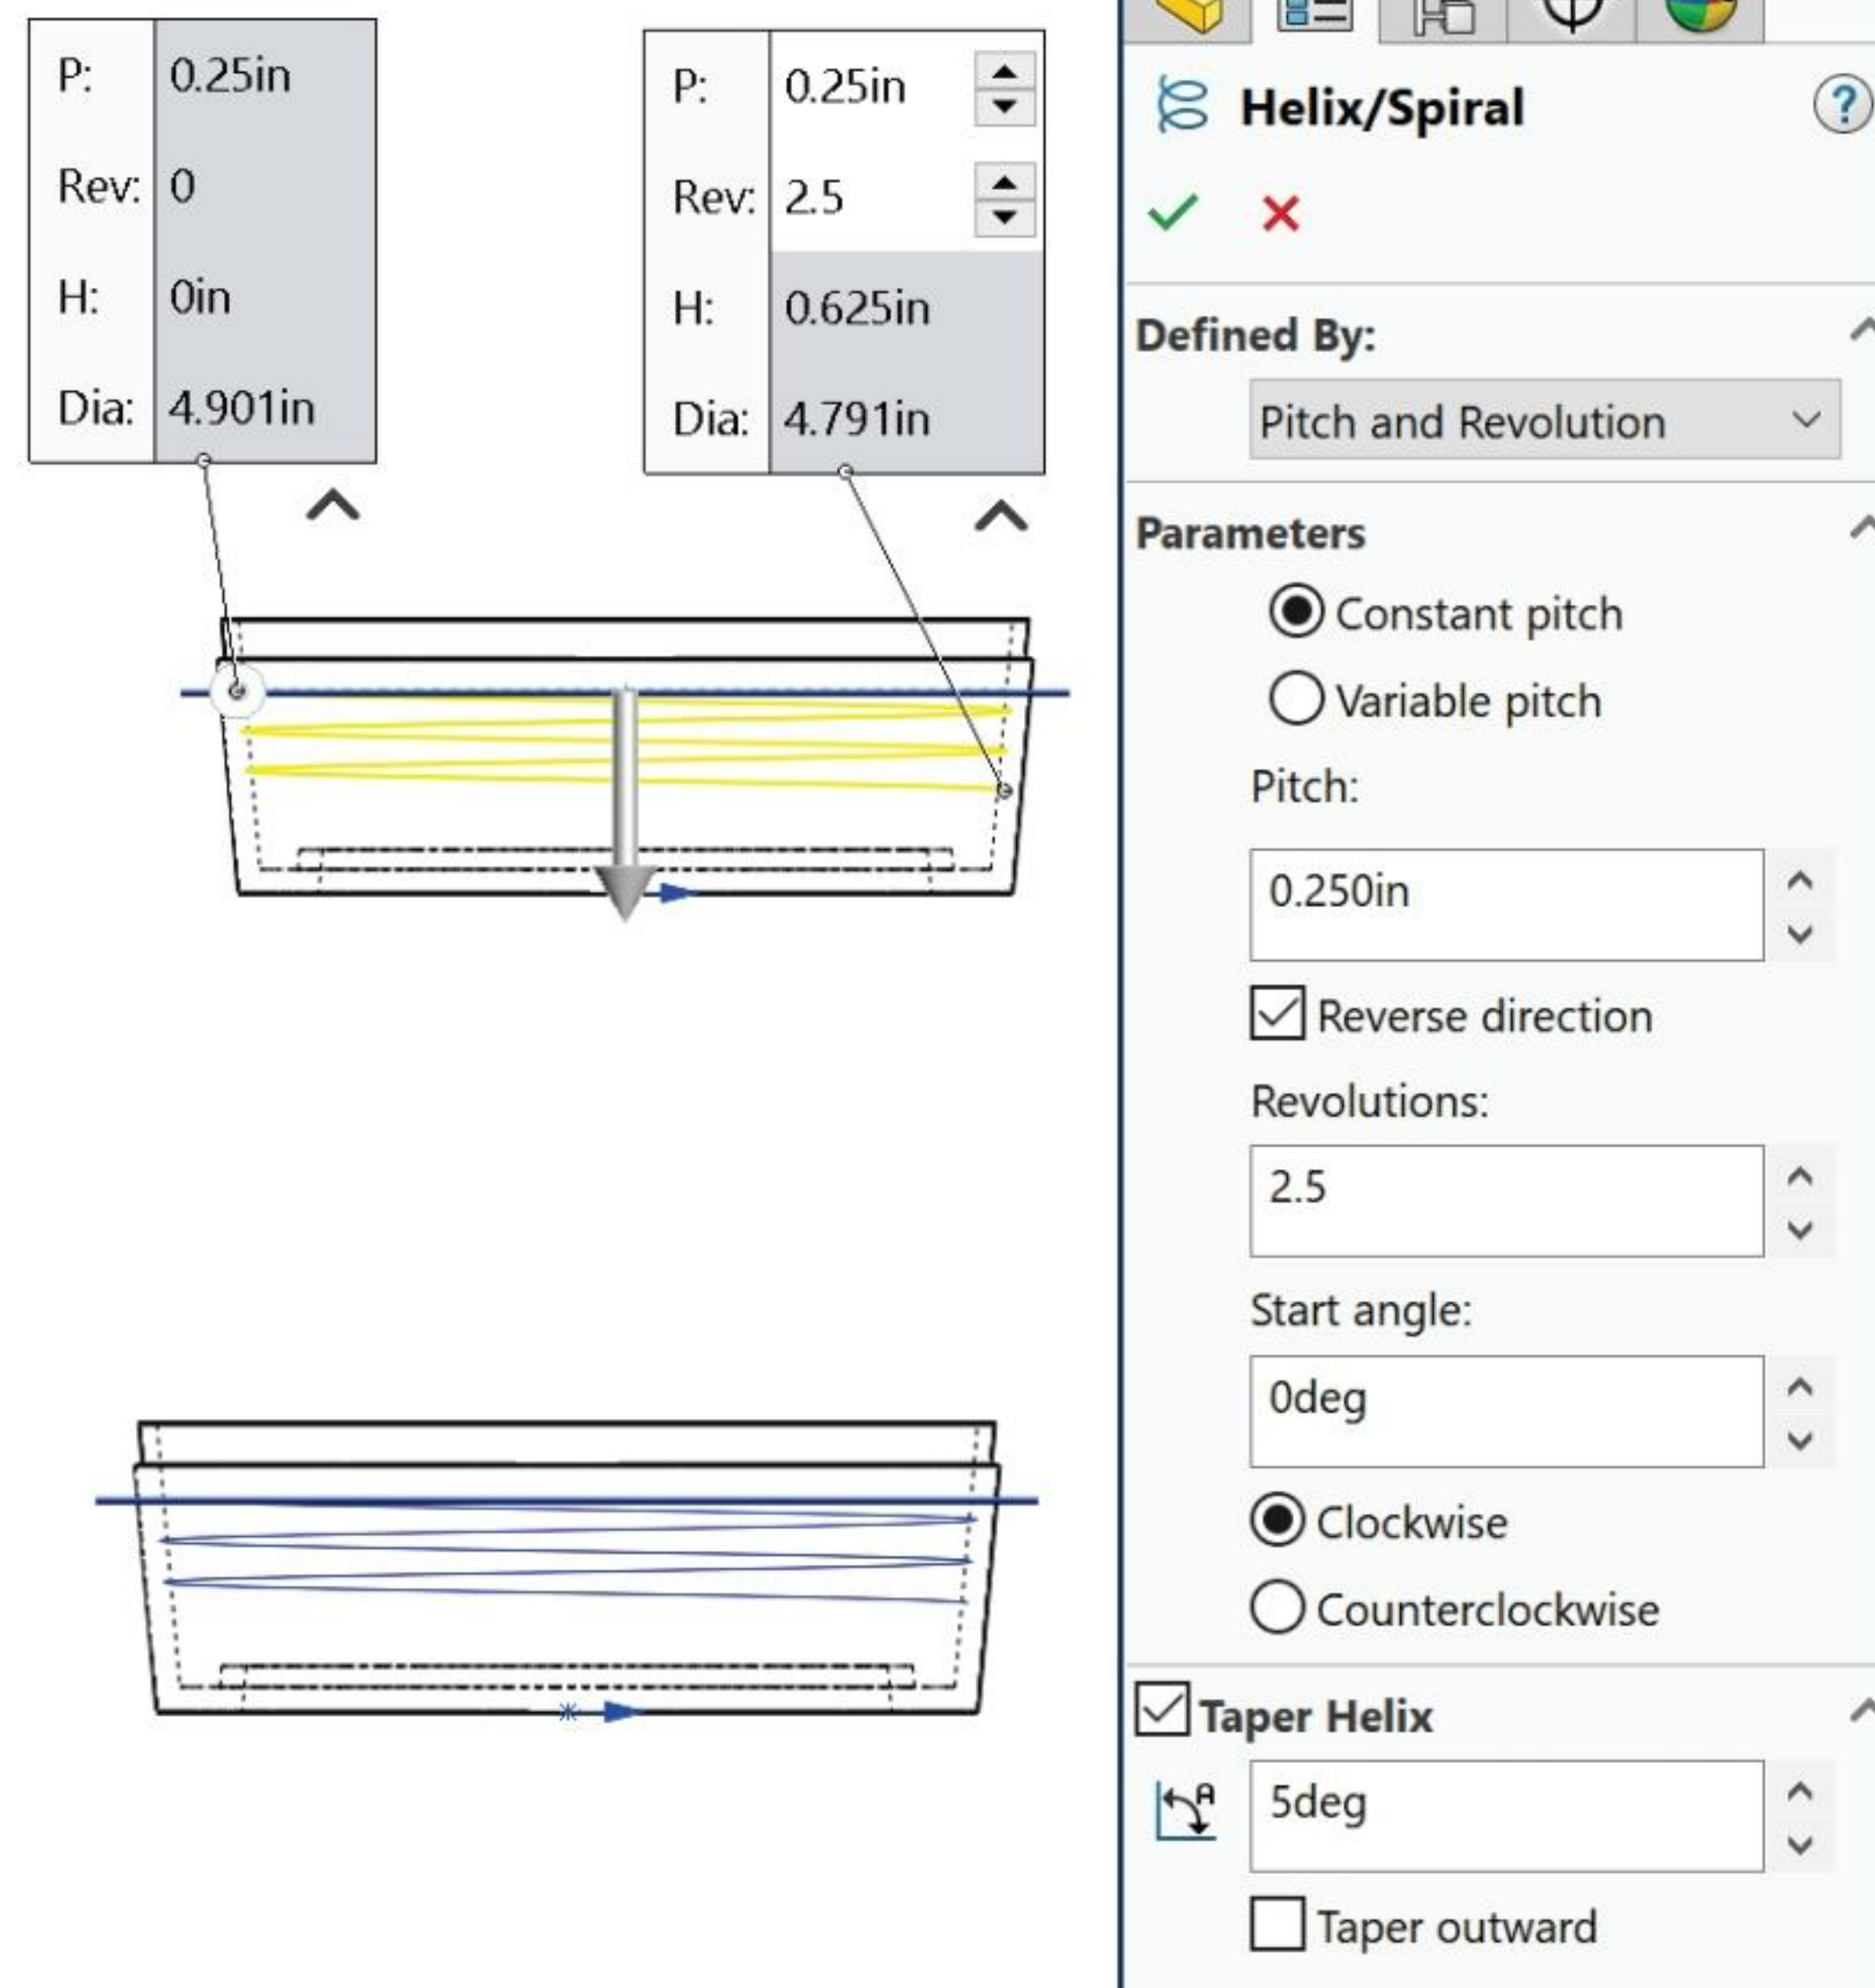 P: 0.25in
Rev: 0
H: 0in
Dia: 4.901in
P: 0.25in
Rev: 2.5
H: 0.625in
Dia: 4.791in
Helix/Spiral
?
Defined By:
Pitch and Revolution
Parameters
Constant pitch
Variable pitch
Pitch:
0.250in
Reverse direction
Revolutions:
2.5
Start angle:
0deg
Clockwise
Counterclockwise
Taper Helix
A
5deg
Taper outward